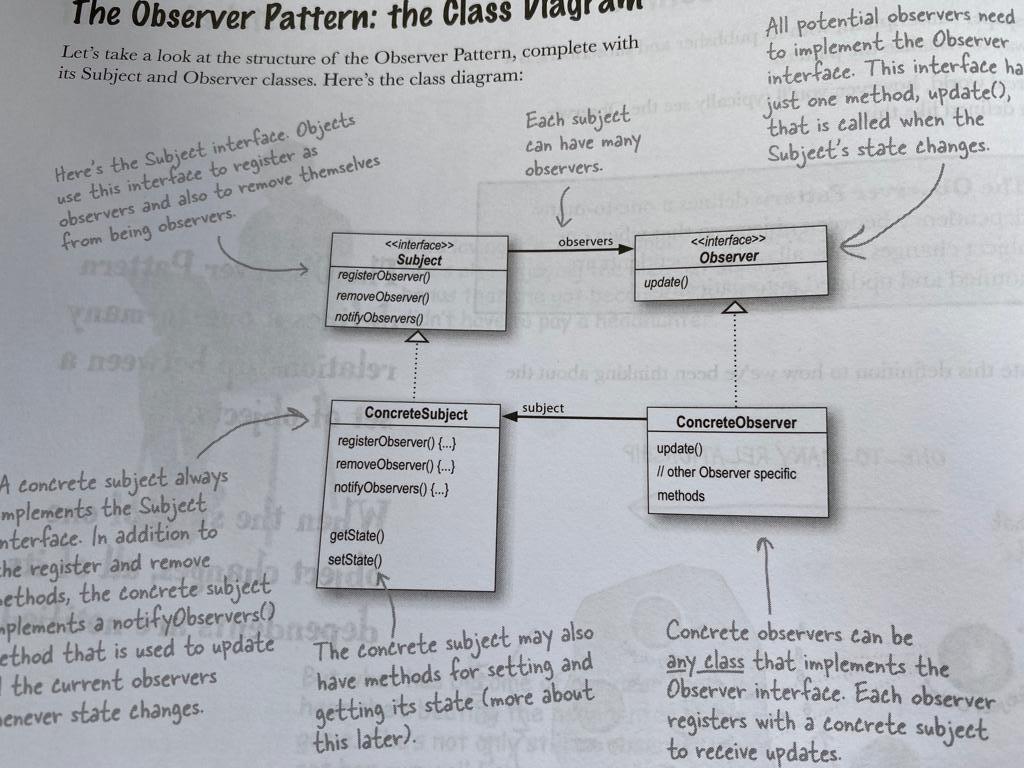 The Observer Pattern: the Class Diagram
Let's take a look at the structure of the Observer Pattern, complete with
its Subject and Observer classes. Here's the class diagram:
All potential observers need
to implement the Observer
interface. This interface ha
just one method, update(),
that is called when the
Subject's state changes.
Each subject
can have many
observers.
Here's the Subject interface. Objects
use this interface to register as
observers and also to remove themselves
from being observers.
<<interface>>
Subject
registerObserver()
removeObserver()
notifyObservers()
observers
<<interface>>
Observer
update()
ConcreteSubject
registerObserver() {...}
removeObserver() {...}
notifyObservers() {...}
getState()
setState()
subject
ConcreteObserver
update()
// other Observer specific
methods
A concrete subject always
mplements the Subject
nterface. In addition to
he register and remove
ethods, the concrete subject
mplements a notifyObservers()
ethod that is used to update
the current observers
enever state changes.
The concrete subject may also
have methods for setting and
getting its state (more about
this later).
Concrete observers can be
any class that implements the
Observer interface. Each observer
registers with a concrete subject
to receive updates.